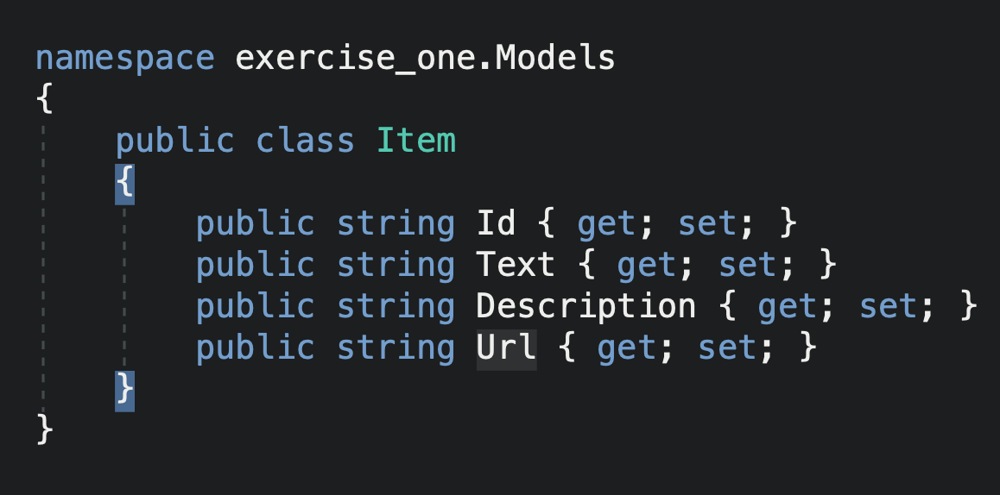 namespace exercise_one.Models
{
    public class Item
    {
        public string Id { get; set; }
        public string Text { get; set; }
        public string Description { get; set; }
        public string Url { get; set; }
    }
}